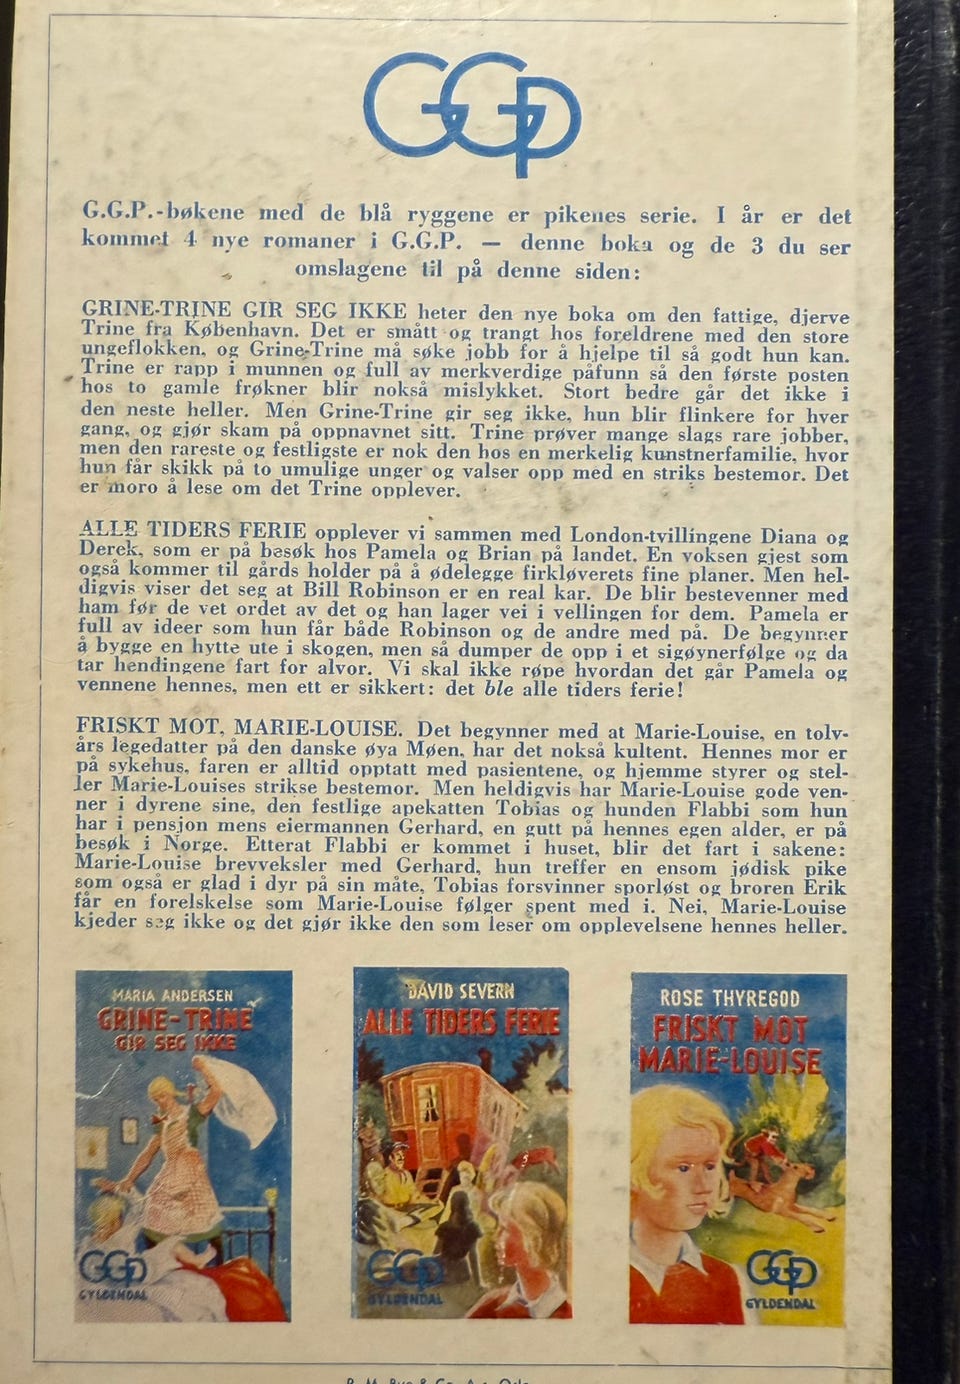 GGP
G.G.P.-bøkene med de blå ryggene er pikenes serie. I år er det
kommet 4 nye romaner i G.G.P. — denne boka og de 3 du ser
omslagene til på denne siden:
GRINE-TRINE GIR SEG IKKE heter den nye boka om den fattige, djerve
Trine fra København. Det er smått og trangt hos foreldrene med den store
ungeflokken, og Grine-Trine må søke jobb for å hjelpe til så godt hun kan.
Trine er rapp i munnen og full av merkverdige påfunn så den første posten
hos to gamle frøkner blir nokså mislykket. Stort bedre går det ikke i
den neste heller. Men Grine-Trine gir seg ikke, hun blir flinkere for hver
gang, og gjør skam på oppnavnet sitt. Trine prøver mange slags rare jobber,
men den rareste og festligste er nok den hos en merkelig kunstnerfamilie, hvor
hun får skikk på to umulige unger og valser opp med en striks bestemor. Det
er moro å lese om det Trine opplever.
ALLE TIDERS FERIE opplever vi sammen med London-tvillingene Diana og
Derek, som er på besøk hos Pamela og Brian på landet. En voksen gjest som
også kommer til gårds holder på å ødelegge firkløverets fine planer. Men hel-
digvis viser det seg at Bill Robinson er en real kar. De blir bestevenner med
ham før de vet ordet av det og han lager vei i vellingen for dem. Pamela er
full av ideer som hun får både Robinson og de andre med på. De begynner
å bygge en hytte ute i skogen, men så dumper de opp i et sigøynerfølge og da
tar hendingene fart for alvor. Vi skal ikke røpe hvordan det går Pamela og
vennene hennes, men ett er sikkert: det ble alle tiders ferie!
FRISKT MOT, MARIE-LOUISE. Det begynner med at Marie-Louise, en tolv-
års legedatter på den danske øya Møen, har det nokså kultent. Hennes mor er
på sykehus, faren er alltid opptatt med pasientene, og hjemme styrer og stel-
ler Marie-Louises strikse bestemor. Men heldigvis har Marie-Louise gode ven-
ner i dyrene sine, den festlige apekatten Tobias og hunden Flabbi som hun
har i pensjon mens eiermannen Gerhard, en gutt på hennes egen alder, er på
besøk i Norge. Etterat Flabbi er kommet i huset, blir det fart i sakene:
Marie-Louise brevveksler med Gerhard, hun treffer en ensom jødisk pike
som også er glad i dyr på sin måte, Tobias forsvinner sporløst og broren Erik
får en forelskelse som Marie-Louise følger spent med i. Nei, Marie-Louise
kjeder seg ikke og det gjør ikke den som leser om opplevelsene hennes heller.
MARIA ANDERSEN
GRINE-TRINE
GIR SEG IKKE
GGP
GYLDENDAL
DAVID SEVERN
ALLE TIDERS FERIE
GGP
GYLDENDAL
ROSE THYREGOD
FRISKT MOT
MARIE-LOUISE
GGP
GYLDENDAL